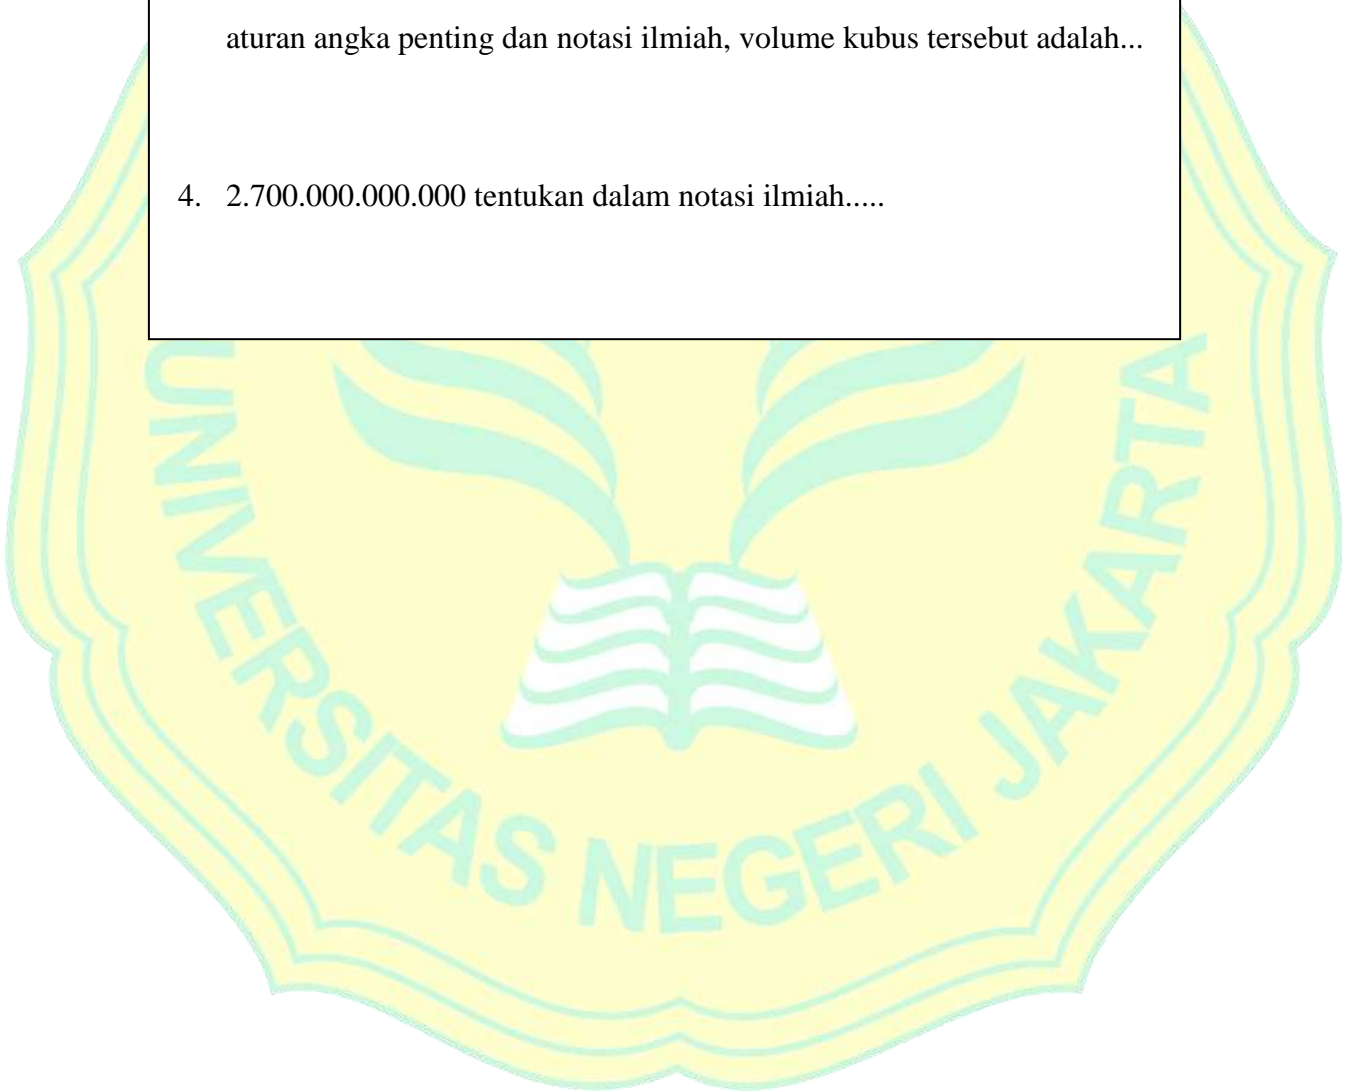 aturan angka penting dan notasi ilmiah, volume kubus tersebut adalah...
4. 2.700.000.000.000 tentukan dalam notasi ilmiah.....
UNIVERSITAS NEGERI JAKARTA